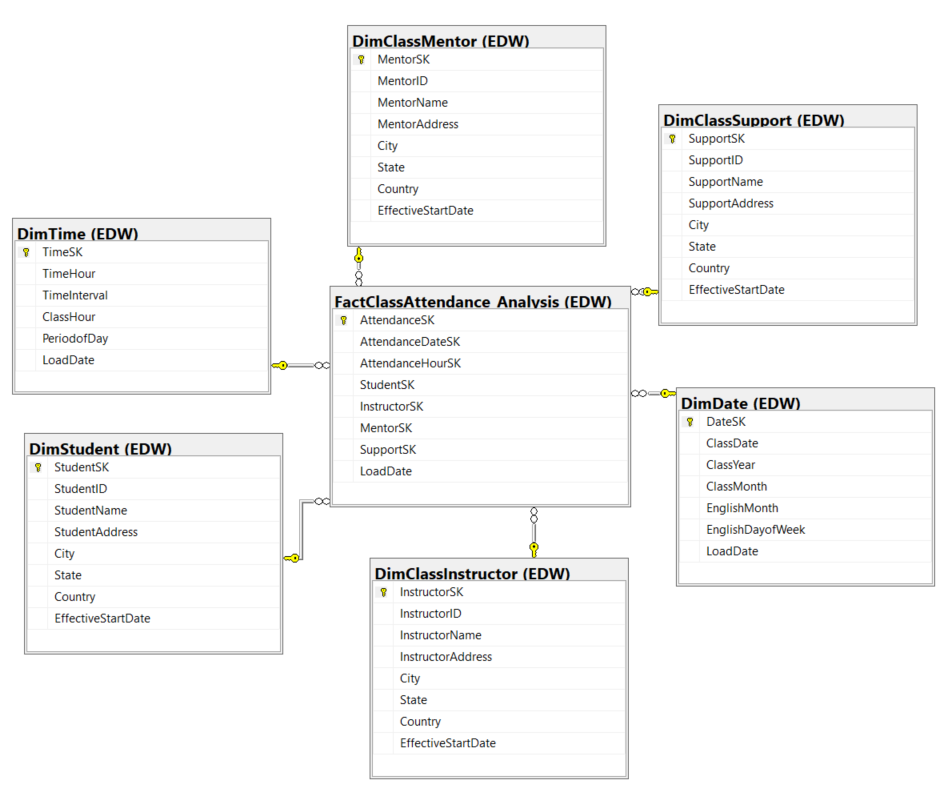 DimClassMentor (EDW)
MentorSK
MentorID
MentorName
MentorAddress
City
State
Country
EffectiveStartDate
DimClassSupport (EDW)
SupportSK
SupportID
SupportName
SupportAddress
City
State
Country
EffectiveStartDate
DimTime (EDW)
TimeSK
TimeHour
TimeInterval
ClassHour
PeriodofDay
LoadDate
FactClassAttendance_Analysis (EDW)
AttendanceSK
AttendanceDateSK
AttendanceHourSK
StudentSK
InstructorSK
MentorSK
SupportSK
LoadDate
DimDate (EDW)
DateSK
ClassDate
ClassYear
ClassMonth
EnglishMonth
EnglishDayofWeek
LoadDate
DimStudent (EDW)
StudentSK
StudentID
StudentName
StudentAddress
City
State
Country
EffectiveStartDate
DimClassInstructor (EDW)
InstructorSK
InstructorID
InstructorName
InstructorAddress
City
State
Country
EffectiveStartDate